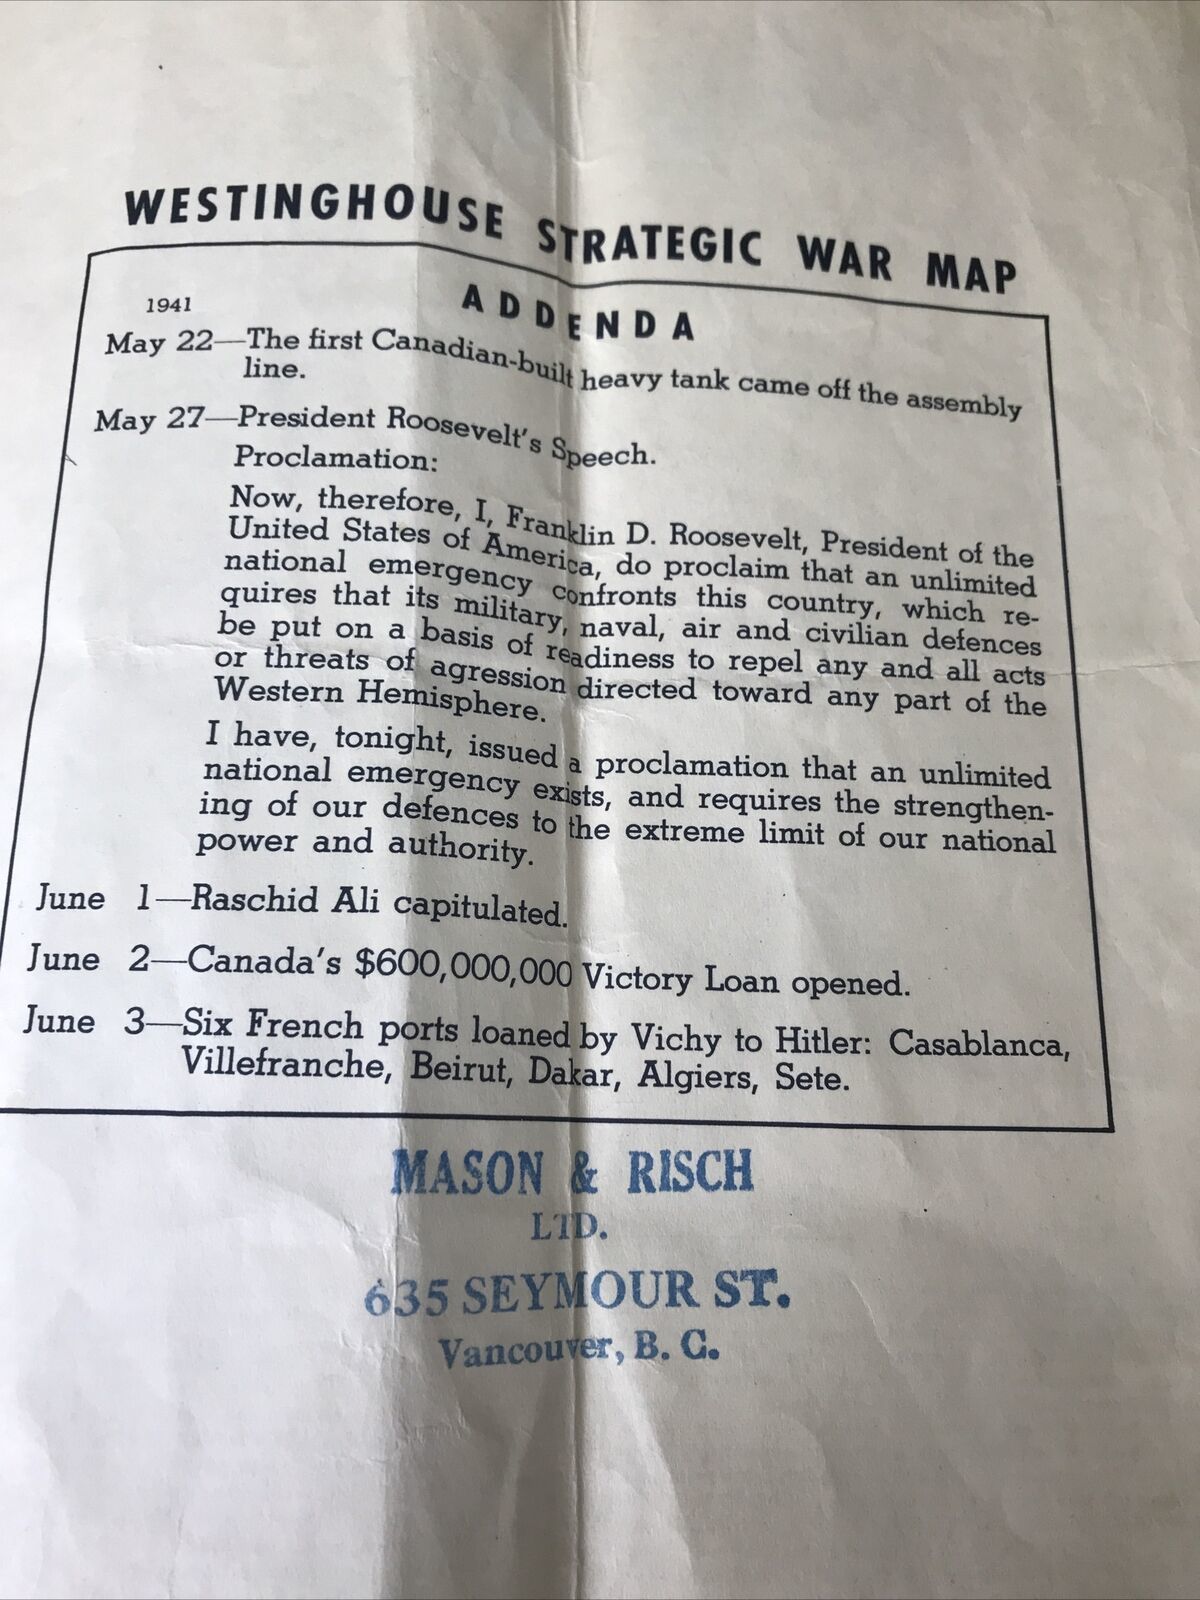 WESTINGHOUSE STRATEGIC WAR MAP
ADDENDA
1941
May 22—The first Canadian-built heavy tank came off the assembly
line.
May 27—President Roosevelt's Speech.
Proclamation:
Now, therefore, I, Franklin D. Roosevelt, President of the
United States of America, do proclaim that an unlimited
national emergency confronts this country, which re-
quires that its military, naval, air and civilian defences
be put on a basis of readiness to repel any and all acts
or threats of agression directed toward any part of the
Western Hemisphere.
I have, tonight, issued a proclamation that an unlimited
national emergency exists, and requires the strengthen-
ing of our defences to the extreme limit of our national
power and authority.
June 1—Raschid Ali capitulated.
June 2—Canada's $600,000,000 Victory Loan opened.
June 3—Six French ports loaned by Vichy to Hitler: Casablanca,
Villefranche, Beirut, Dakar, Algiers, Sete.
MASON & RISCH
LTD.
635 SEYMOUR ST.
Vancouver, B. C.